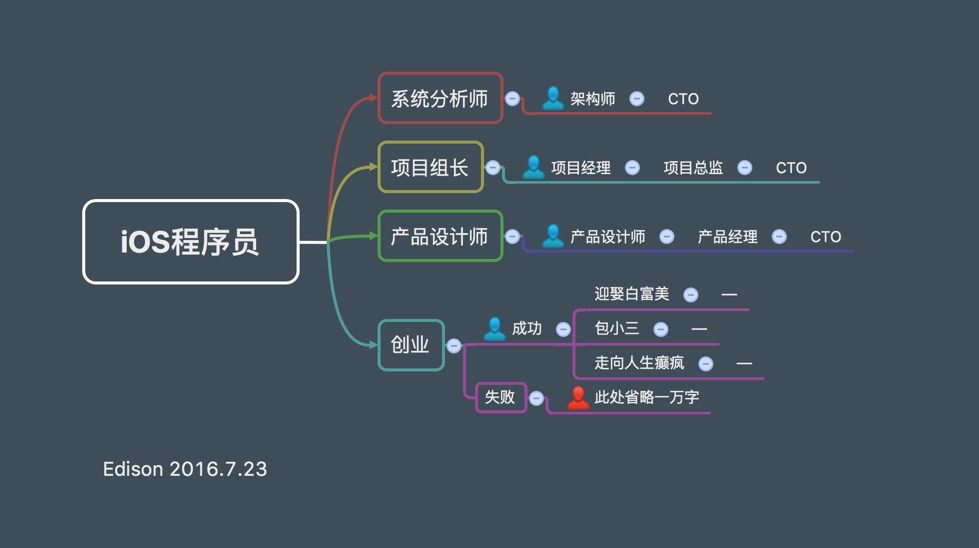 系统分析师 架构师 CTO
项目组长 项目经理 项目总监 CTO
iOS程序员
产品设计师 产品设计师 产品经理 CTO
迎娶白富美 —
创业 成功 包小三 —
走向人生癫疯 —
失败 此处省略一万字
Edison 2016.7.23